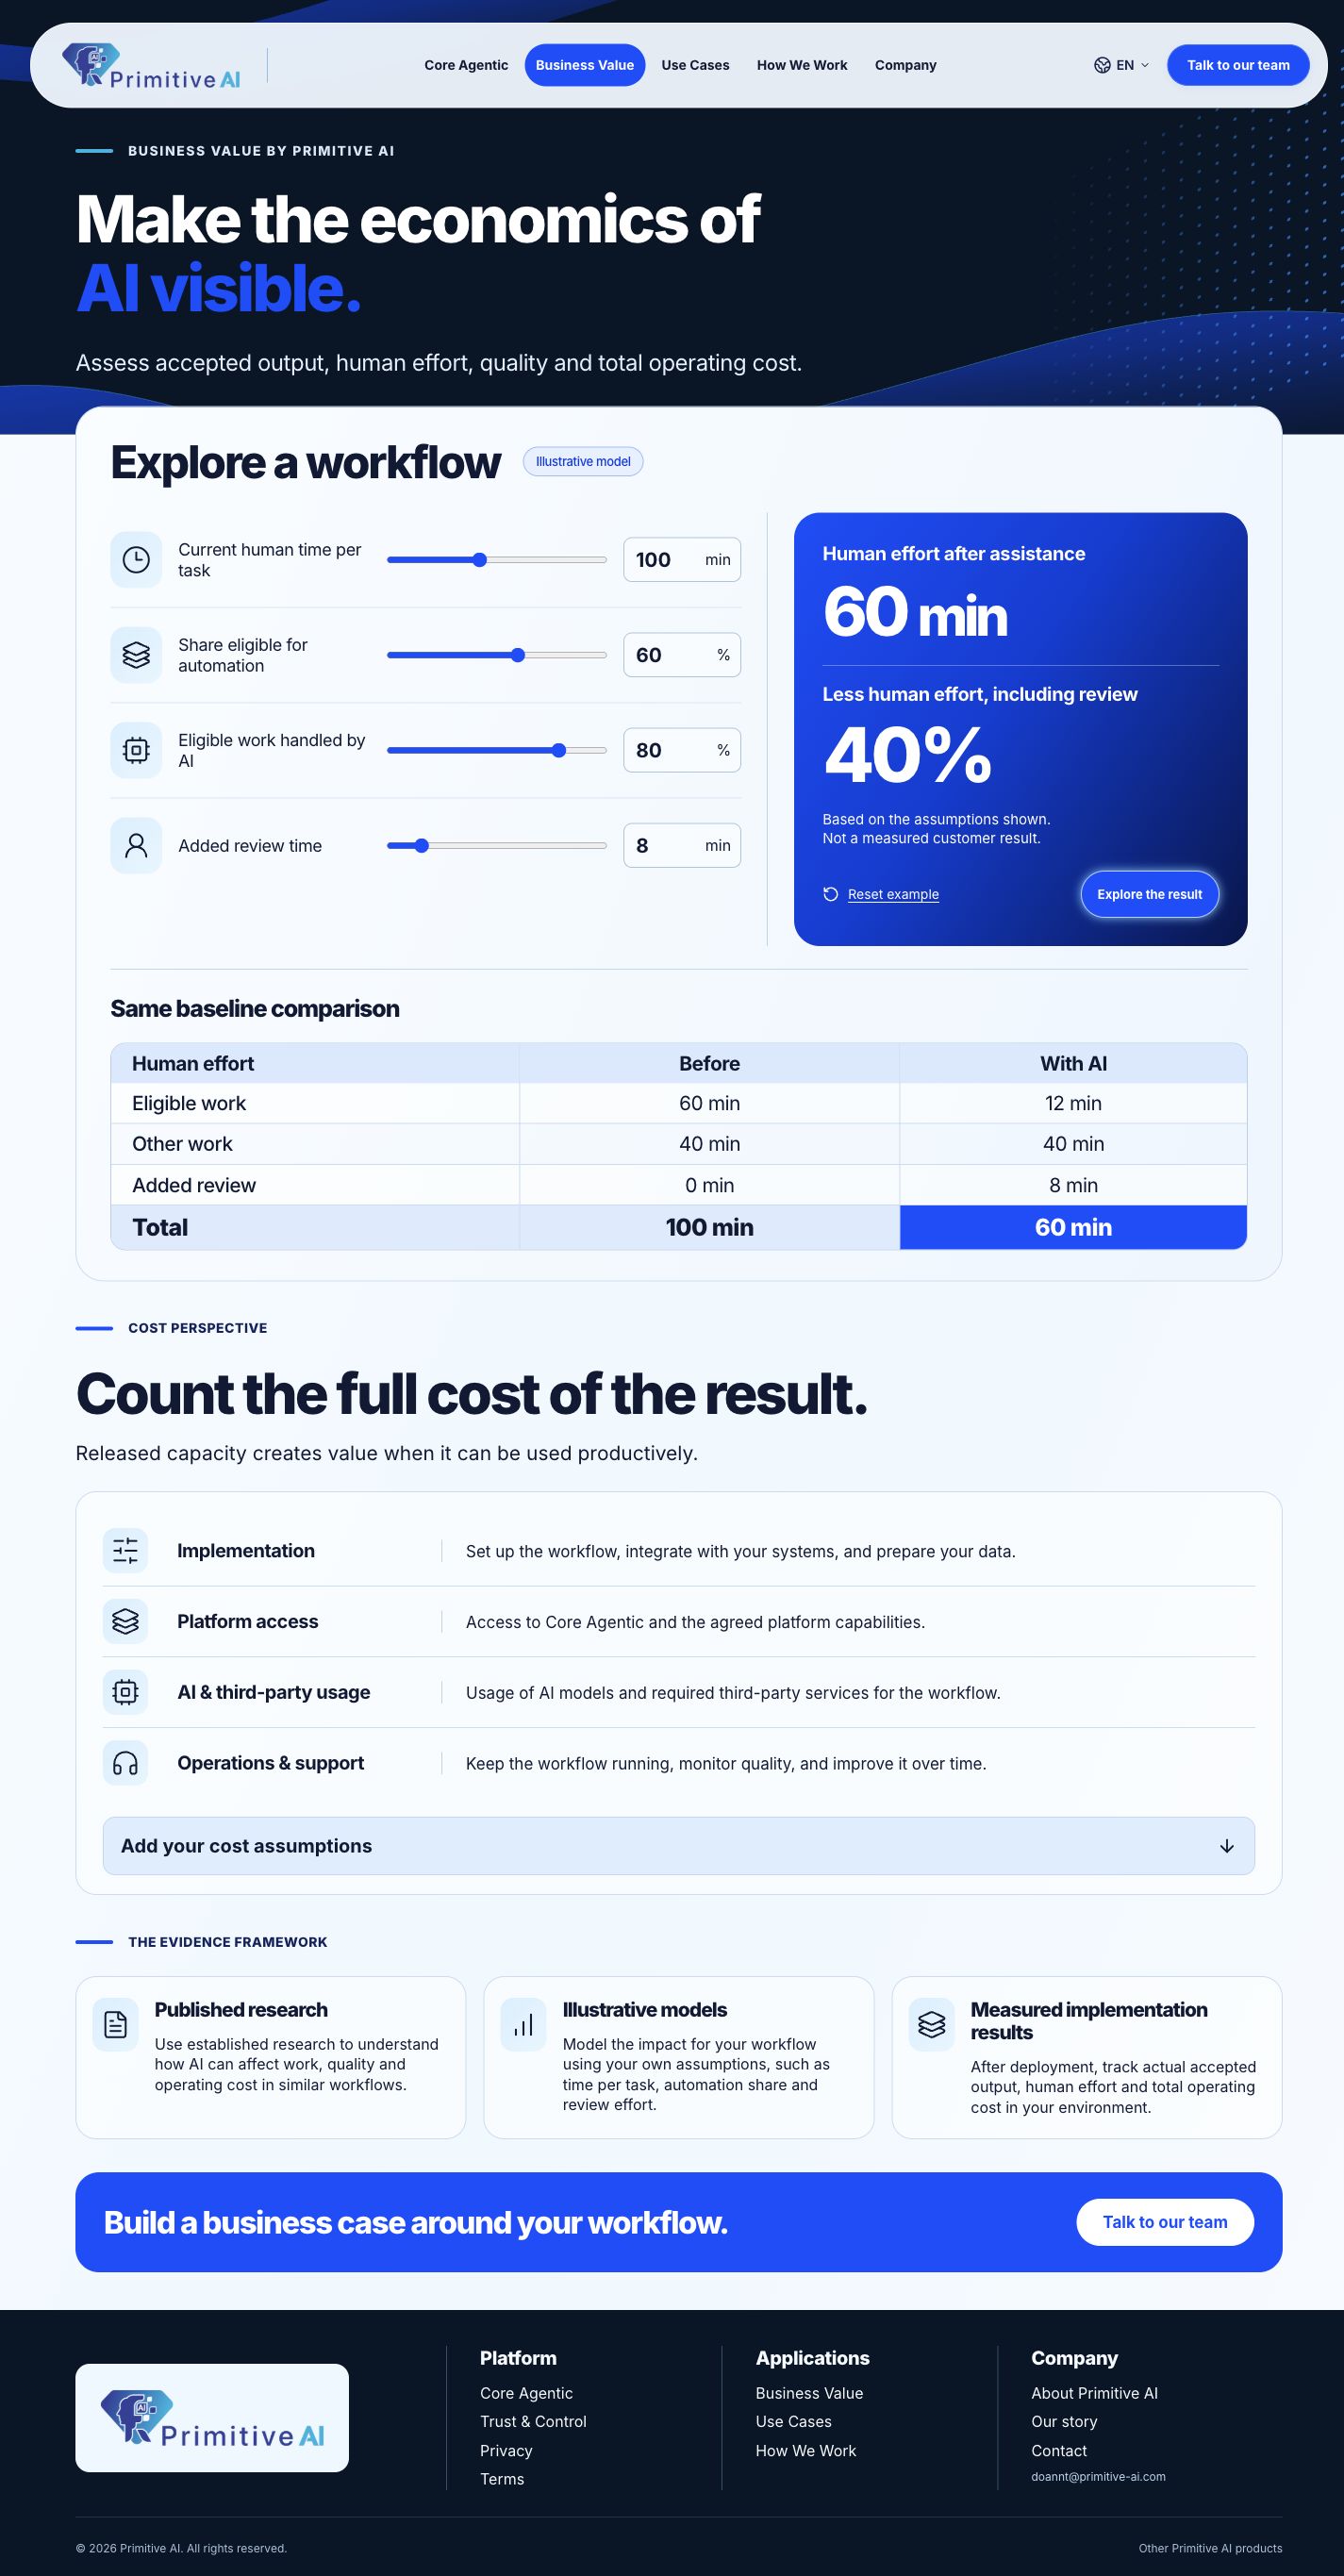 Primitive AI
Core Agentic
Business Value
Use Cases
How We Work
Company
EN
Talk to our team
BUSINESS VALUE BY PRIMITIVE AI
Make the economics of
AI visible.
Assess accepted output, human effort, quality and total operating cost.
Explore a workflow
Illustrative model
Current human time per
task
100 min
Share eligible for
automation
60 %
Eligible work handled by
AI
80 %
Added review time
8 min
Human effort after assistance
60 min
Less human effort, including review
40%
Based on the assumptions shown.
Not a measured customer result.
Reset example
Explore the result
Same baseline comparison
Human effort Before With AI
Eligible work 60 min 12 min
Other work 40 min 40 min
Added review 0 min 8 min
Total 100 min 60 min
COST PERSPECTIVE
Count the full cost of the result.
Released capacity creates value when it can be used productively.
Implementation
Set up the workflow, integrate with your systems, and prepare your data.
Platform access
Access to Core Agentic and the agreed platform capabilities.
AI & third-party usage
Usage of AI models and required third-party services for the workflow.
Operations & support
Keep the workflow running, monitor quality, and improve it over time.
Add your cost assumptions
THE EVIDENCE FRAMEWORK
Published research
Use established research to understand
how AI can affect work, quality and
operating cost in similar workflows.
Illustrative models
Model the impact for your workflow
using your own assumptions, such as
time per task, automation share and
review effort.
Measured implementation
results
After deployment, track actual accepted
output, human effort and total operating
cost in your environment.
Build a business case around your workflow.
Talk to our team
AI
Primitive AI
Platform
Core Agentic
Trust & Control
Privacy
Terms
Applications
Business Value
Use Cases
How We Work
Company
About Primitive AI
Our story
Contact
doannt@primitive-ai.com
© 2026 Primitive AI. All rights reserved.
Other Primitive AI products